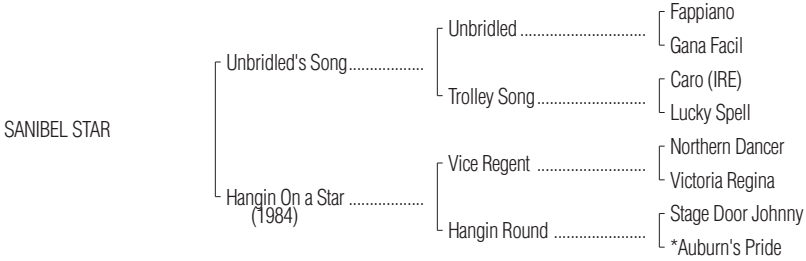 Fappiano
Unbridled ..............................
Gana Facil
Unbridled's Song..................
Caro (IRE)
Trolley Song..........................
Lucky Spell
SANIBEL STAR
Northern Dancer
Vice Regent ..........................
Victoria Regina
Hangin On a Star ..................
(1984)
Stage Door Johnny
Hangin Round ......................
*Auburn's Pride